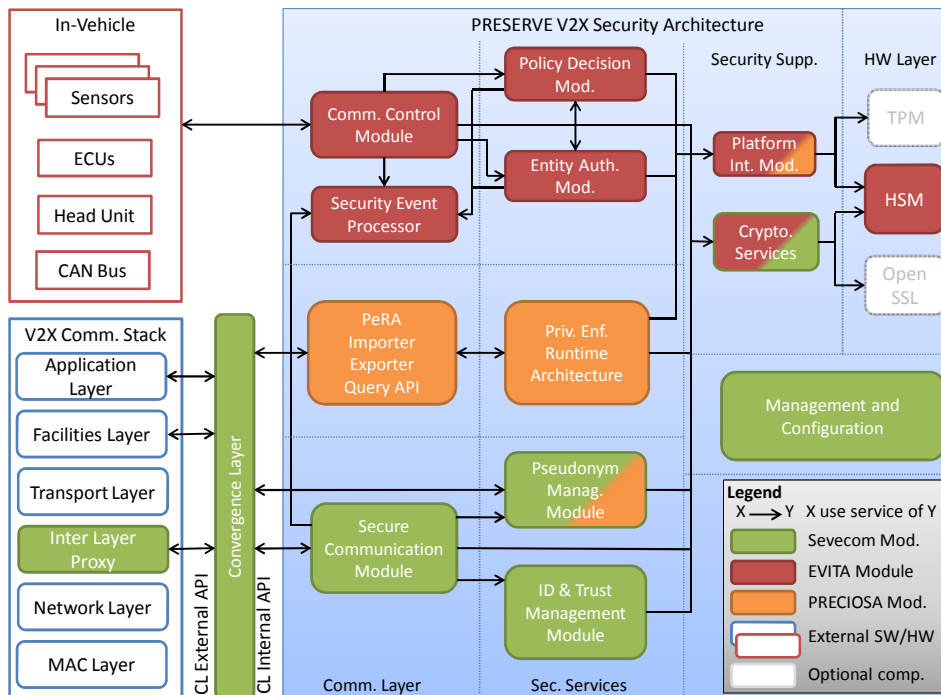 In-Vehicle
Sensors
ECUs
Head Unit
CAN Bus
V2X Comm. Stack
Application
Layer
Facilities Layer
Transport Layer
Inter Layer
Proxy
Network Layer
MAC Layer
CL External API
Convergence Layer
CL Internal API
PRESERVE V2X Security Architecture
Comm. Control
Module
Security Event
Processor
Policy Decision
Mod.
Entity Auth.
Mod.
Security Supp.
Platform
Int. Mod.
Crypto.
Services
HW Layer
TPM
HSM
Open
SSL
PeRA
Importer
Exporter
Query API
Priv. Enf.
Runtime
Architecture
Management and
Configuration
Pseudonym
Manag.
Module
Secure
Communication
Module
ID & Trust
Management
Module
Comm. Layer
Sec. Services
Legend
X Y X use service of Y
Sevecom Mod.
EVITA Module
PRECIOSA Mod.
External SW/HW
Optional comp.